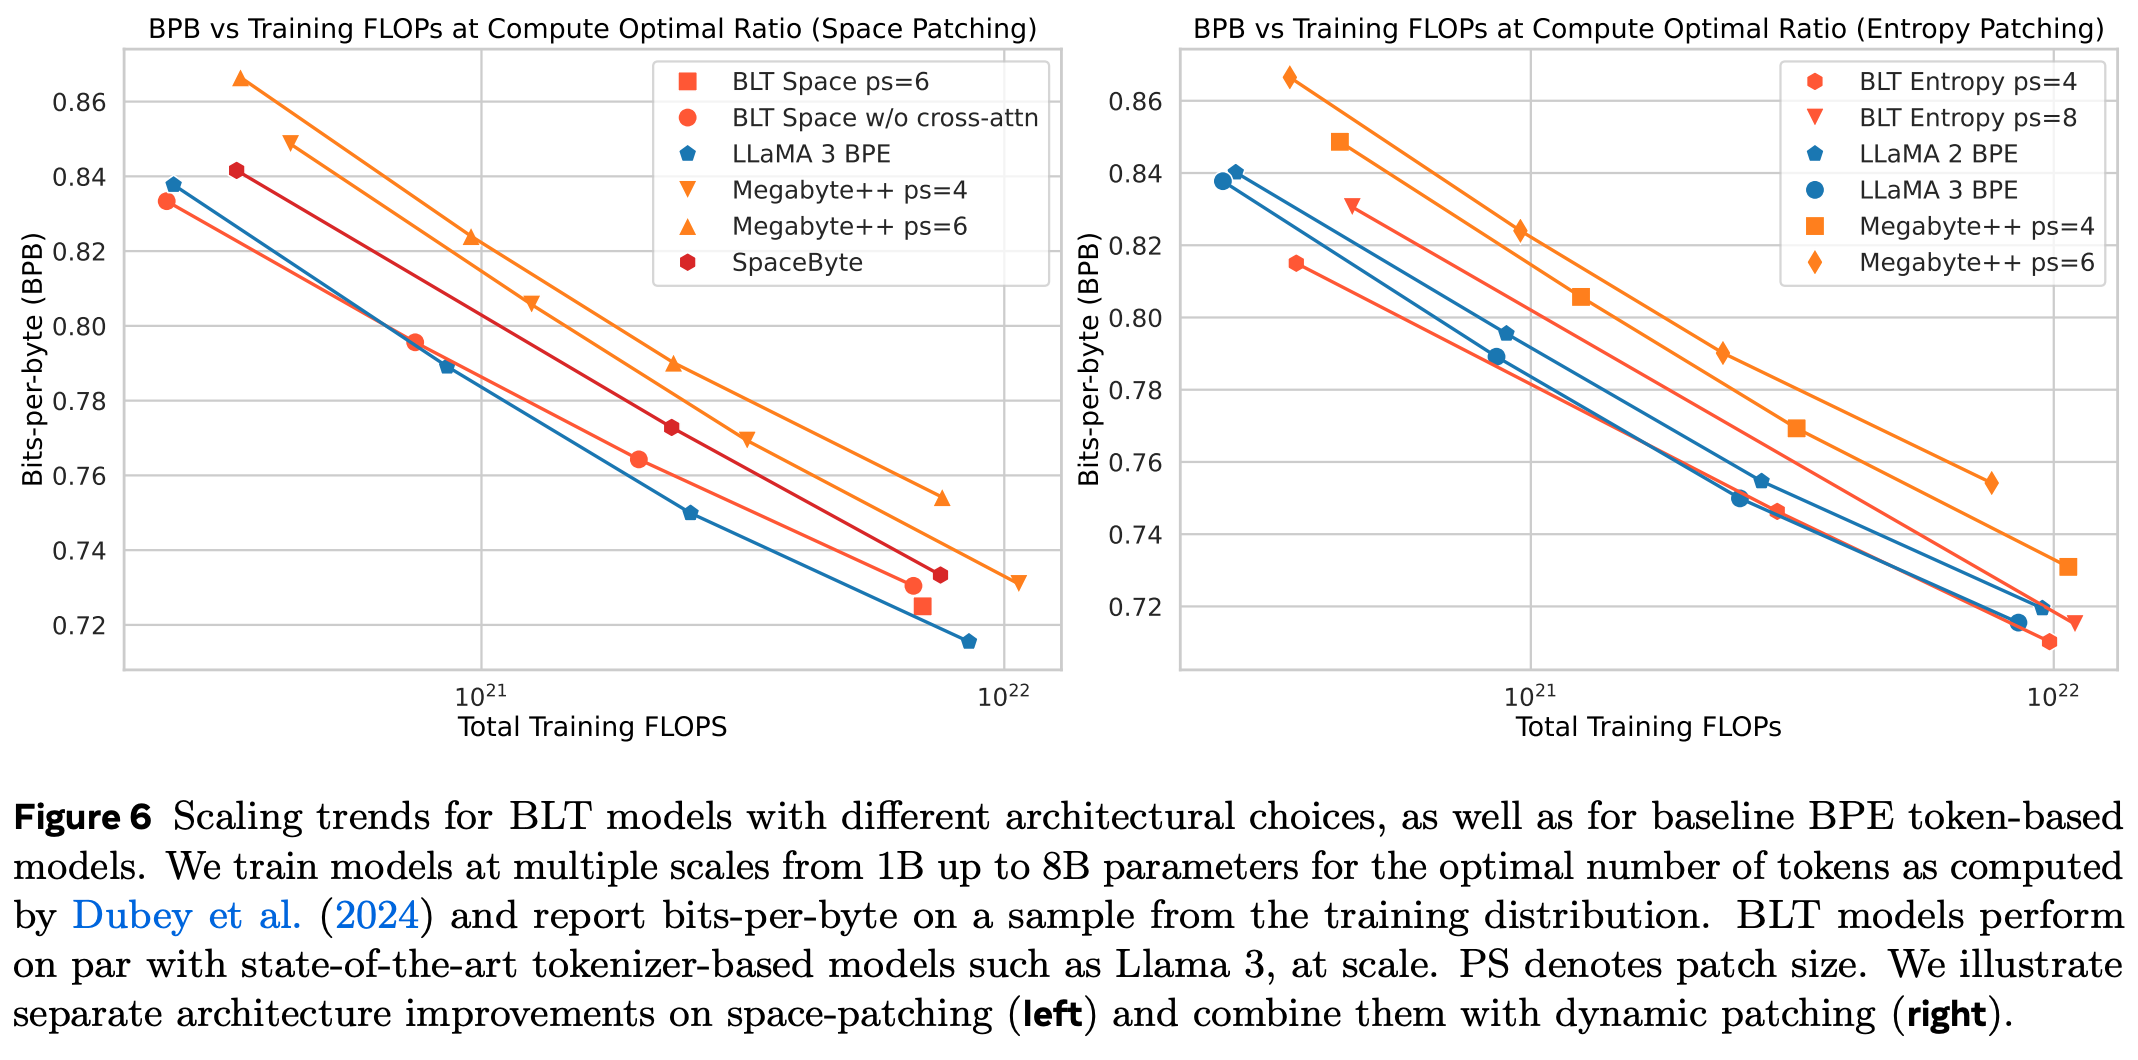 BPB vs Training FLOPs at Compute Optimal Ratio (Space Patching)
0.86
0.84
0.82
0.80
0.78
0.76
0.74
0.72
Bits-per-byte (BPB)
BLT Space ps=6
BLT Space w/o cross-attn
LLaMA 3 BPE
Megabyte++ ps=4
Megabyte++ ps=6
SpaceByte
10²¹
10²²
Total Training FLOPS
BPB vs Training FLOPs at Compute Optimal Ratio (Entropy Patching)
0.86
0.84
0.82
0.80
0.78
0.76
0.74
0.72
Bits-per-byte (BPB)
BLT Entropy ps=4
BLT Entropy ps=8
LLaMA 2 BPE
LLaMA 3 BPE
Megabyte++ ps=4
Megabyte++ ps=6
10²¹
10²²
Total Training FLOPs
Figure 6 Scaling trends for BLT models with different architectural choices, as well as for baseline BPE token-based
models. We train models at multiple scales from 1B up to 8B parameters for the optimal number of tokens as computed
by Dubey et al. (2024) and report bits-per-byte on a sample from the training distribution. BLT models perform
on par with state-of-the-art tokenizer-based models such as Llama 3, at scale. PS denotes patch size. We illustrate
separate architecture improvements on space-patching (left) and combine them with dynamic patching (right).